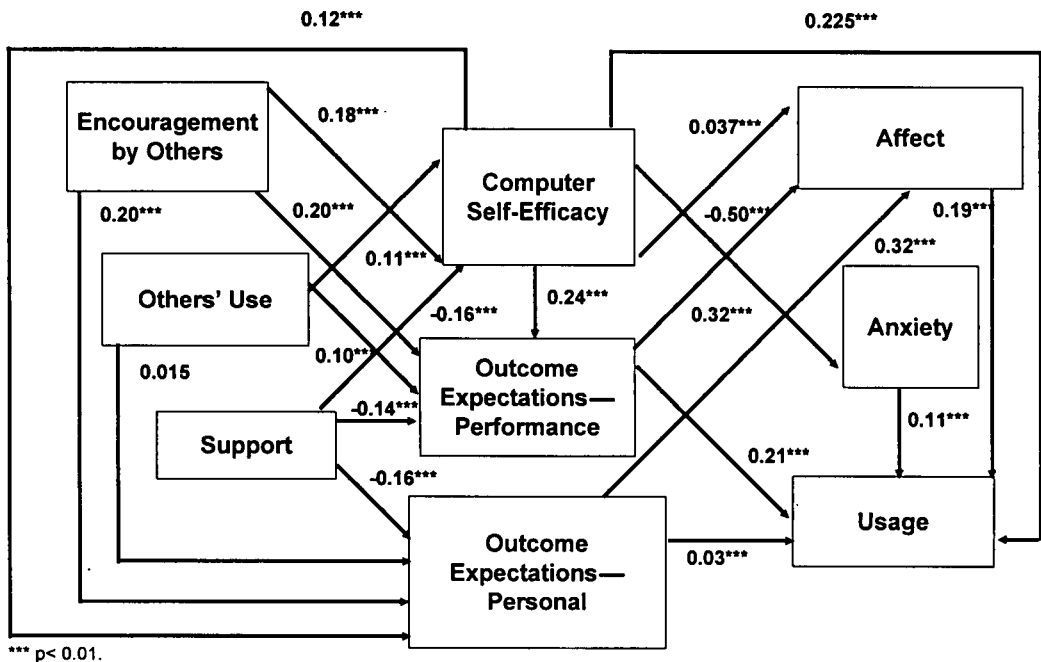 0.12***
0.225***
Encouragement
by Others
0.18***
Computer
Self-Efficacy
0.037***
Affect
0.20***
0.20***
-0.50***
0.19***
Others' Use
0.11***
0.32***
-0.16***
0.24***
Anxiety
0.015
0.10***
Outcome
Expectations—
Performance
0.32***
Support
-0.14***
0.11***
-0.16***
0.21***
Outcome
Expectations—
Personal
0.03***
Usage
*** p< 0.01.